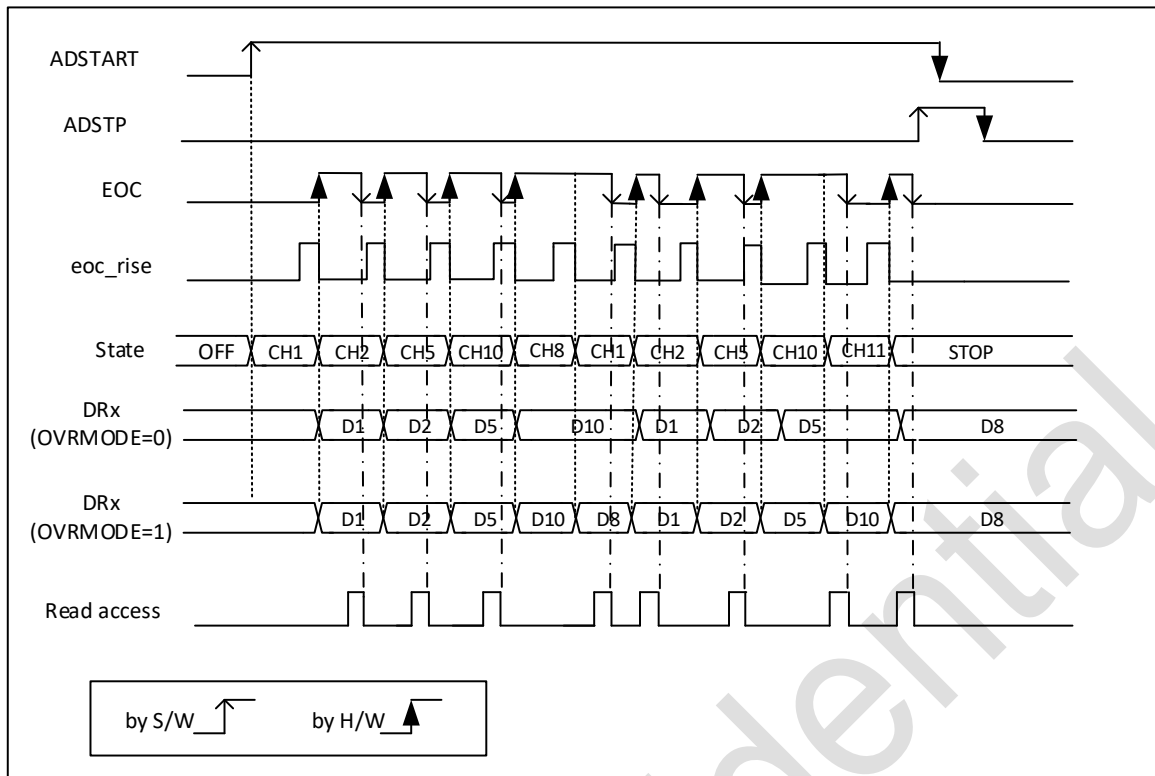 ADSTART
ADSTP
EOC
eoc_rise
State OFF CH1 CH2 CH5 CH10 CH8 CH1 CH2 CH5 CH10 CH11 STOP
DRx
(OVRMODE=0) D1 D2 D5 D10 D1 D2 D5 D8
DRx
(OVRMODE=1) D1 D2 D5 D10 D8 D1 D2 D5 D10 D8
Read access
by S/W by H/W